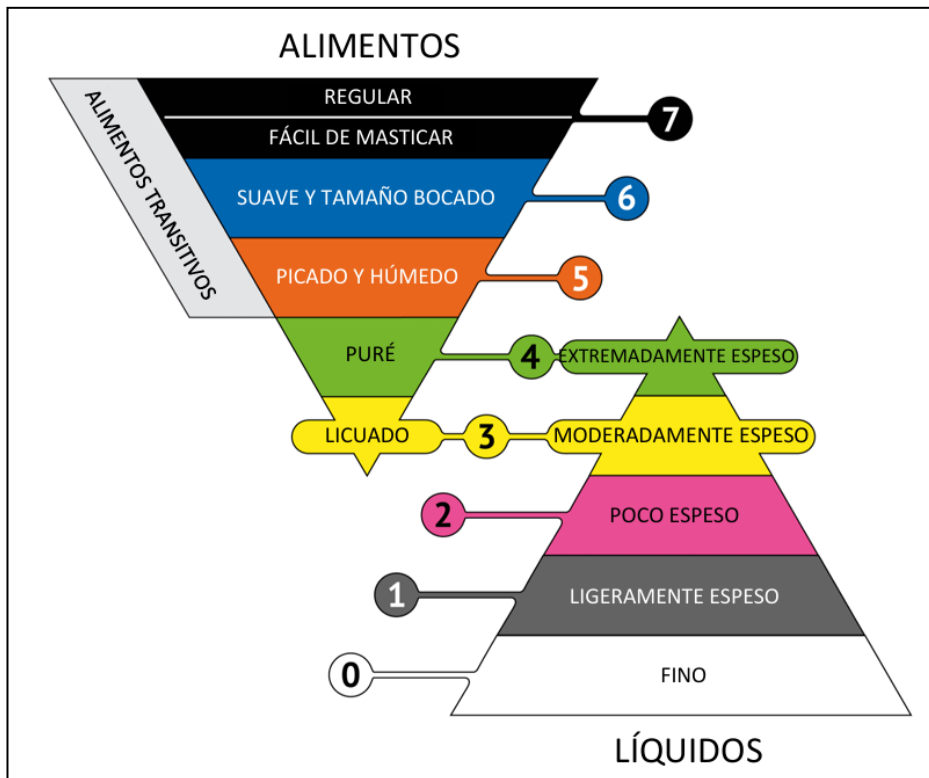 ALIMENTOS
ALIMENTOS TRANSITIVOS
REGULAR
7
FÁCIL DE MASTICAR
SUAVE Y TAMAÑO BOCADO
6
PICADO Y HÚMEDO
5
PURÉ
4
EXTREMADAMENTE ESPESO
LICUADO
3
MODERADAMENTE ESPESO
2
POCO ESPESO
1
LIGERAMENTE ESPESO
0
FINO
LÍQUIDOS